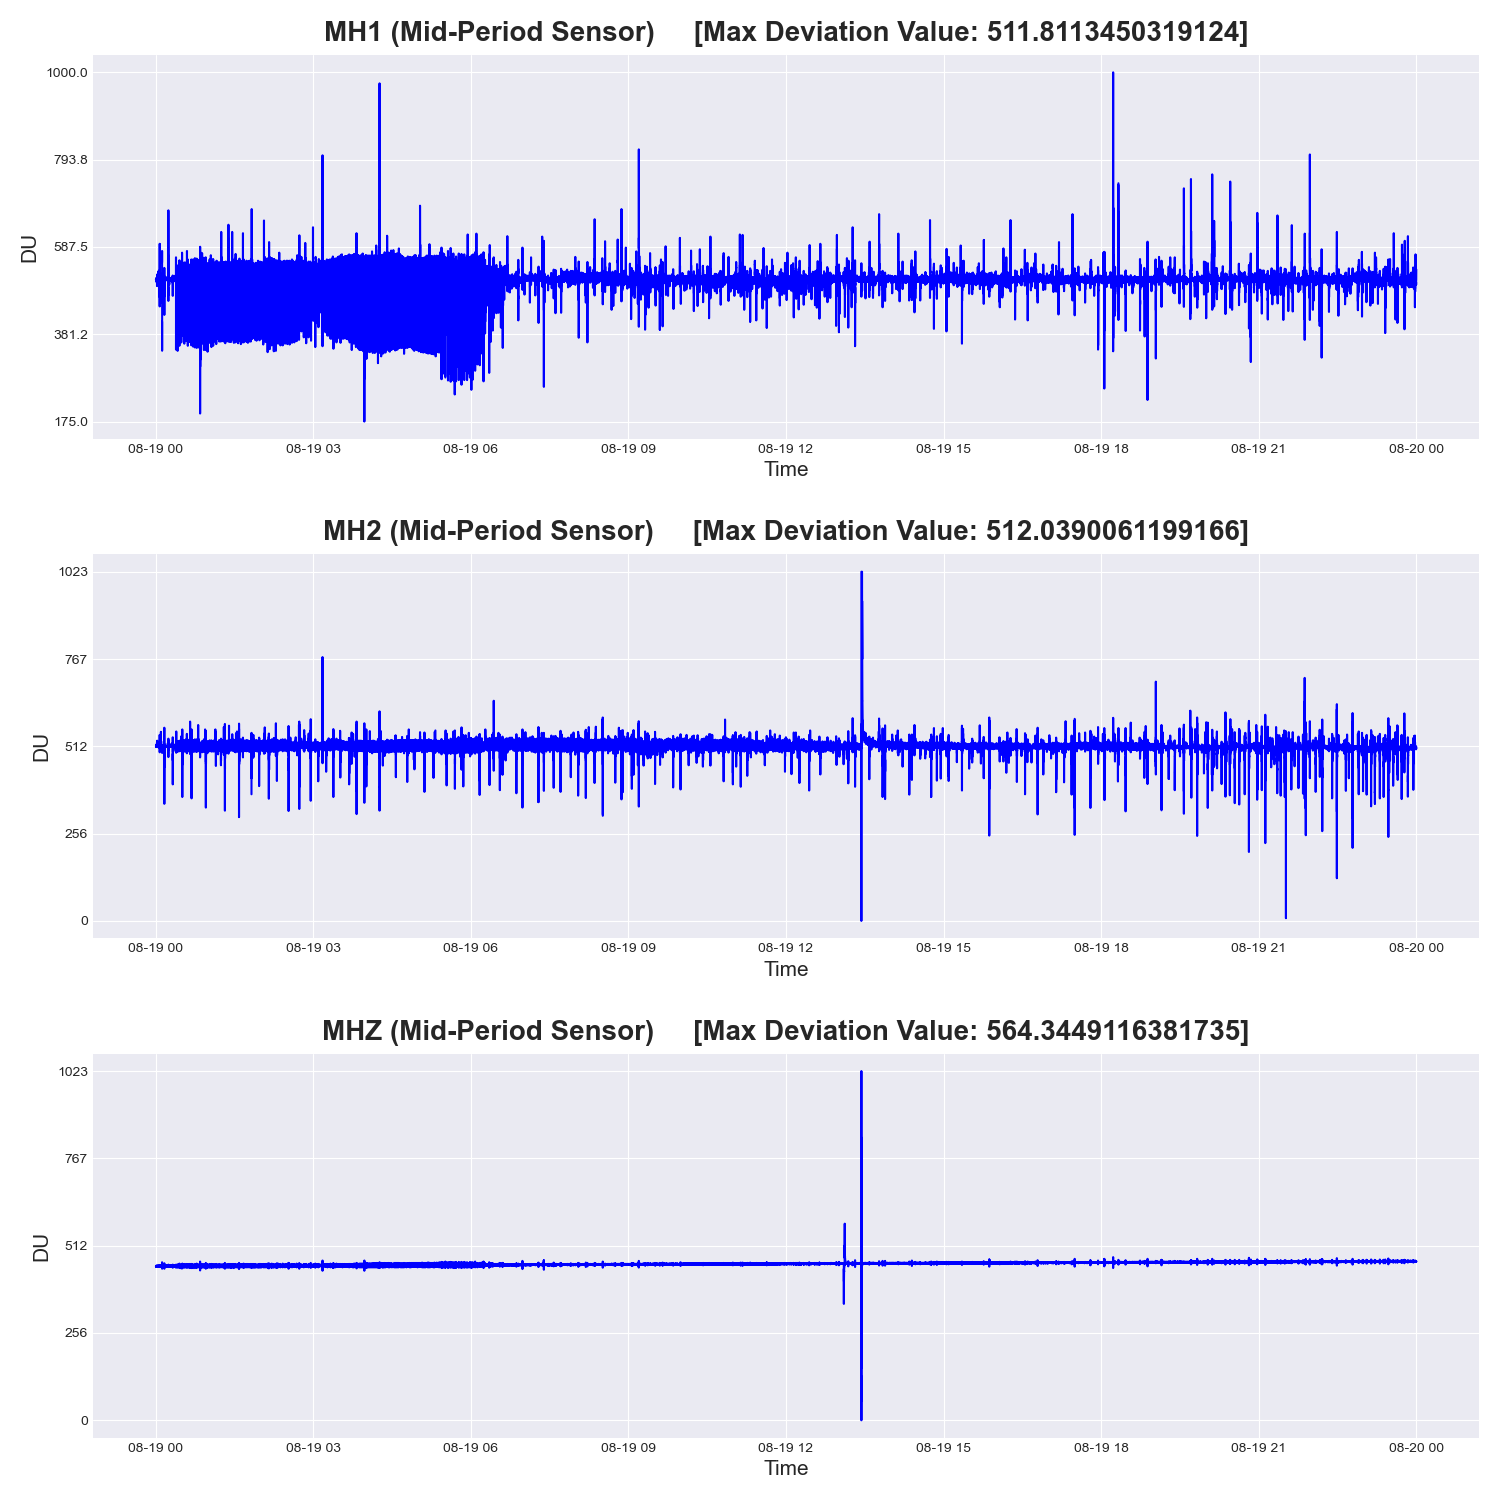 MH1 (Mid-Period Sensor) [Max Deviation Value: 511.8113450319124]
1000.0
793.8
587.5
381.2
175.0
DU
08-19 00 08-19 03 08-19 06 08-19 09 08-19 12 08-19 15 08-19 18 08-19 21 08-20 00
Time
MH2 (Mid-Period Sensor) [Max Deviation Value: 512.0390061199166]
1023
767
512
256
0
DU
08-19 00 08-19 03 08-19 06 08-19 09 08-19 12 08-19 15 08-19 18 08-19 21 08-20 00
Time
MHZ (Mid-Period Sensor) [Max Deviation Value: 564.3449116381735]
1023
767
512
256
0
DU
08-19 00 08-19 03 08-19 06 08-19 09 08-19 12 08-19 15 08-19 18 08-19 21 08-20 00
Time